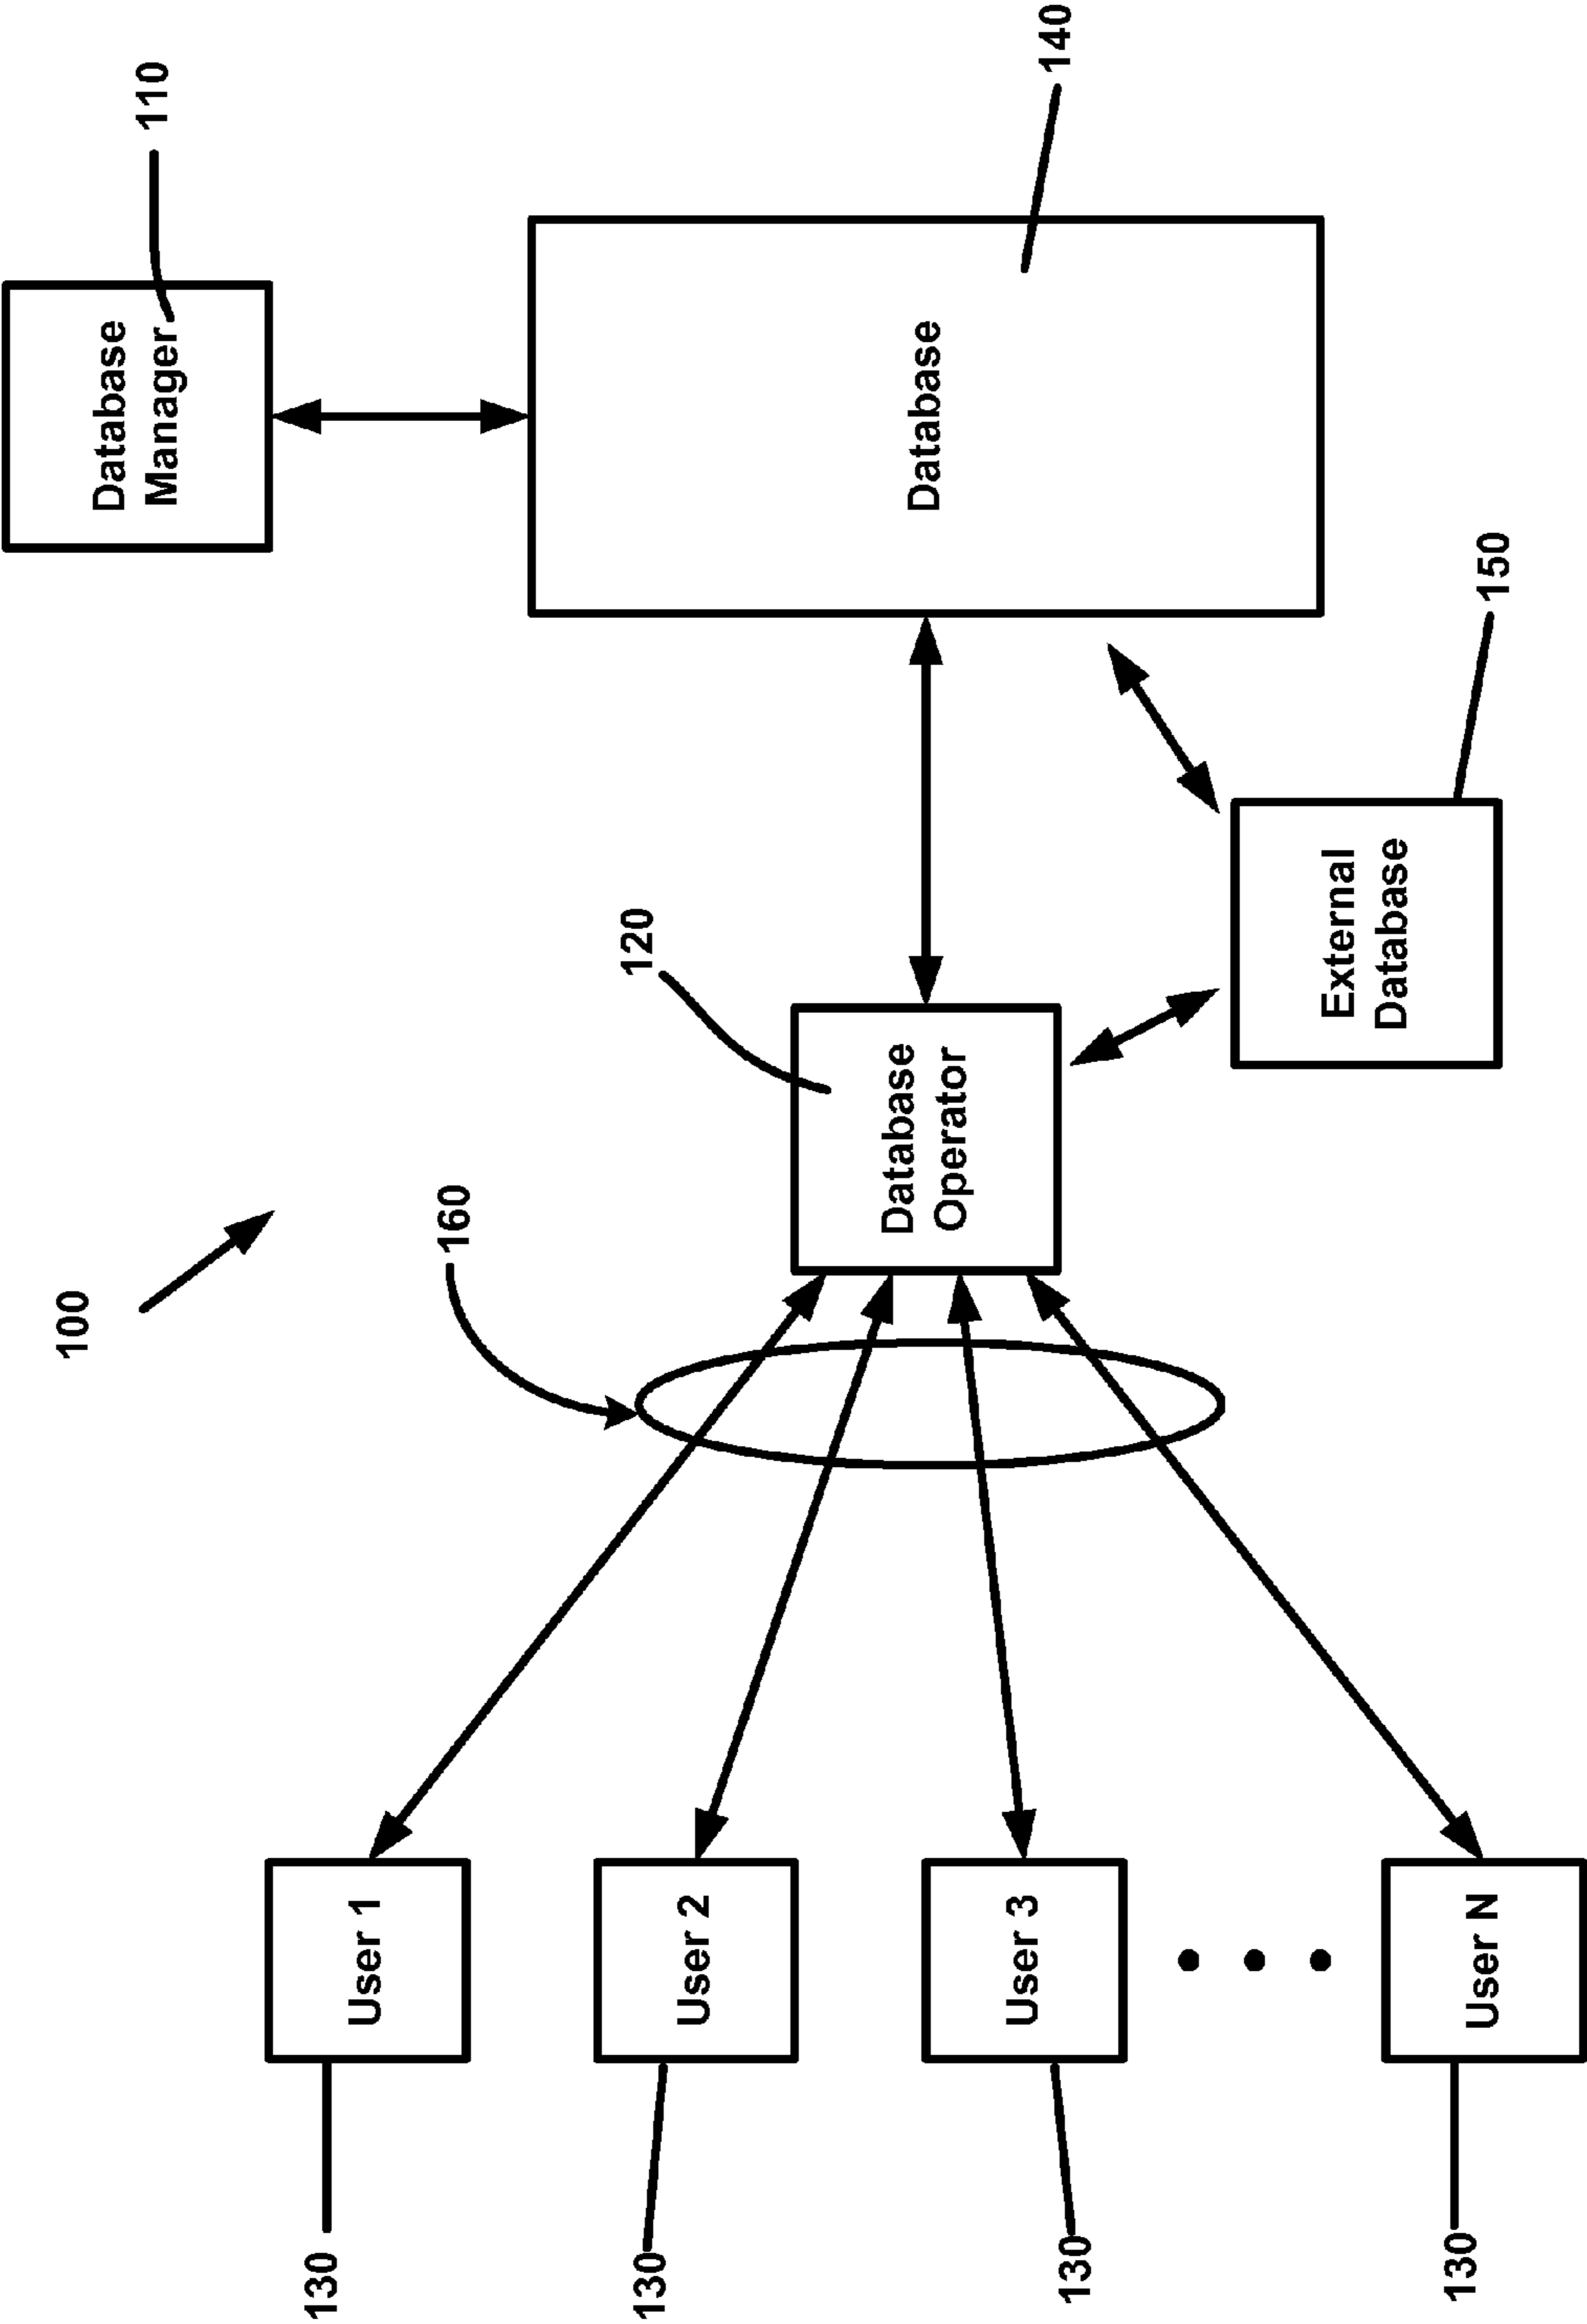 100
160
120
140
110
Database
Manager
Database
Database
Operator
External
Database
150
User 1
User 2
User 3
User N
130
130
130
130